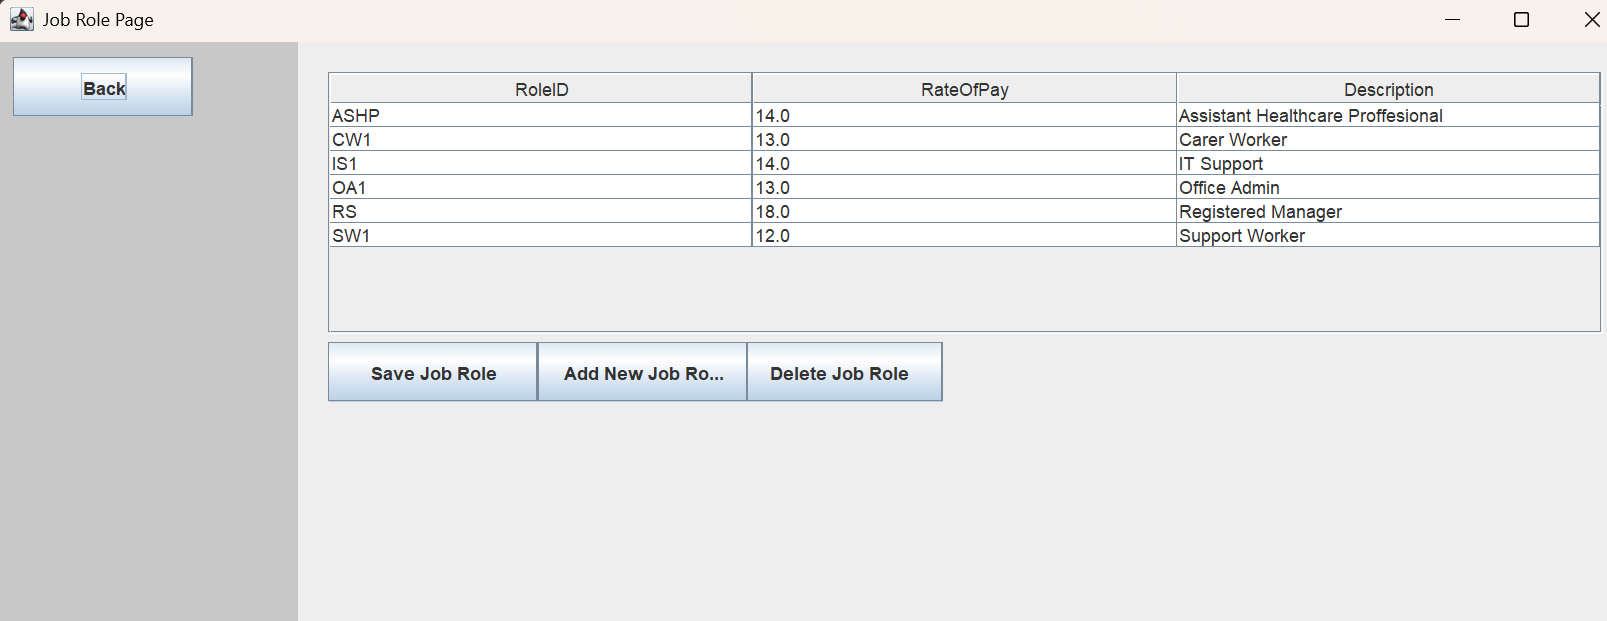 Job Role Page
Back
RoleID RateOfPay Description
ASHP 14.0 Assistant Healthcare Proffesional
CW1 13.0 Carer Worker
IS1 14.0 IT Support
OA1 13.0 Office Admin
RS 18.0 Registered Manager
SW1 12.0 Support Worker
Save Job Role Add New Job Ro... Delete Job Role